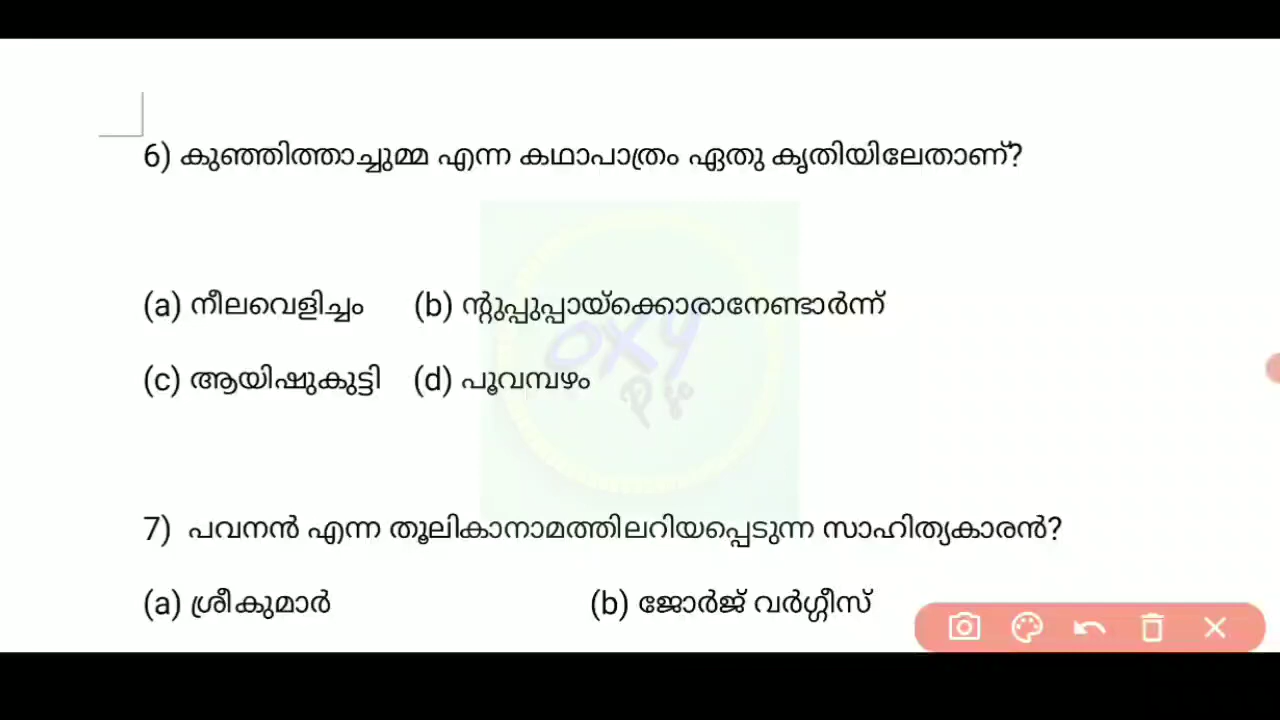 6) കുഞ്ഞിത്താച്ചുമ്മ എന്ന കഥാപാത്രം ഏതു കൃതിയിലേതാണ്?
(a) നീലവെളിച്ചം (b) ന്റുപ്പുപ്പായ്ക്കൊരാനേണ്ടാർന്ന്
(c) ആയിഷുകുട്ടി (d) പൂവമ്പഴം
oxy
7) പവനൻ എന്ന തൂലികാനാമത്തിലറിയപ്പെടുന്ന സാഹിത്യകാരൻ?
(a) ശ്രീകുമാർ (b) ജോർജ് വർഗ്ഗീസ്